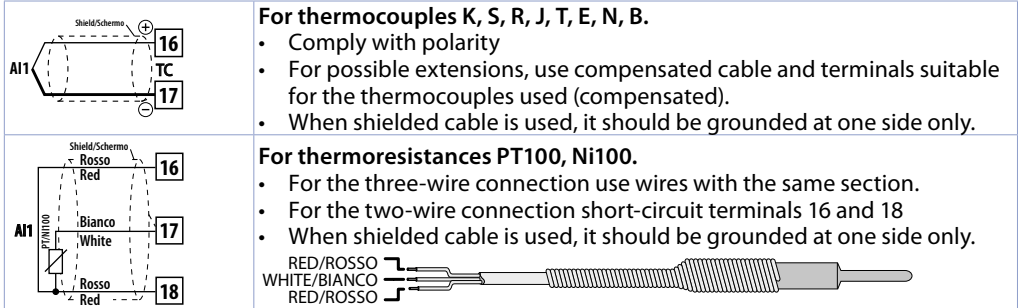 Shield/Schermo
+
16
AI1
TC
17
-
For thermocouples K, S, R, J, T, E, N, B.
• Comply with polarity
• For possible extensions, use compensated cable and terminals suitable
for the thermocouples used (compensated).
• When shielded cable is used, it should be grounded at one side only.
Shield/Schermo
Rosso
Red
16
AI1
PT/NI100
Bianco
White
17
Rosso
Red
18
For thermoresistances PT100, Ni100.
• For the three-wire connection use wires with the same section.
• For the two-wire connection short-circuit terminals 16 and 18
• When shielded cable is used, it should be grounded at one side only.
RED/ROSSO
WHITE/BIANCO
RED/ROSSO